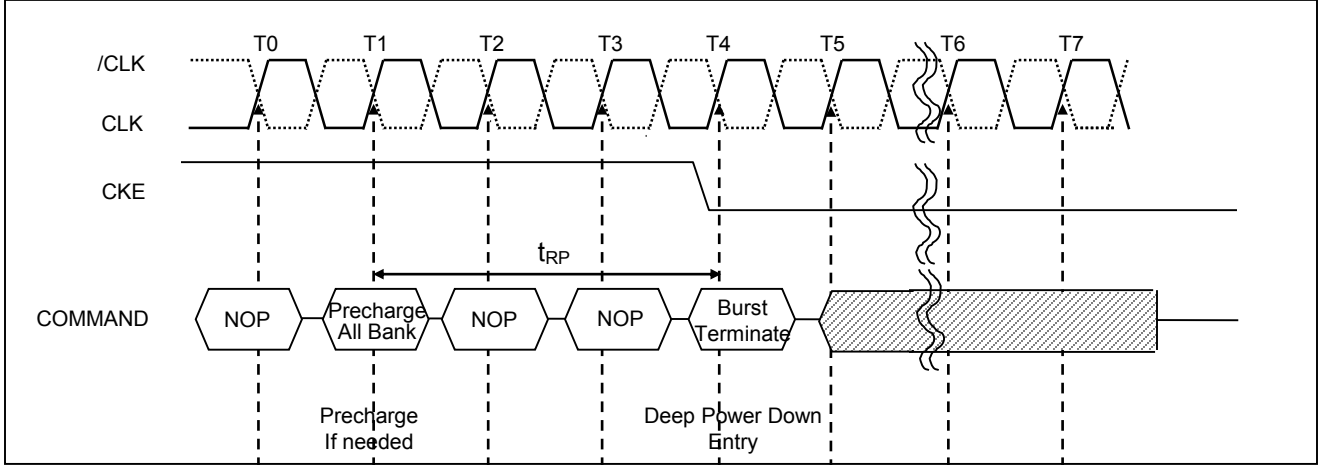 T0 T1 T2 T3 T4 T5 T6 T7
/CLK
CLK
CKE
tRP
COMMAND
NOP
Precharge
All Bank
NOP
NOP
Burst
Terminate
Precharge
If needed
Deep Power Down
Entry